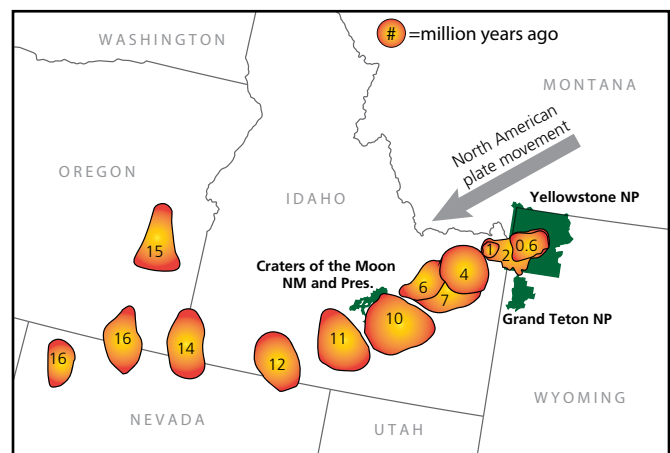 # =million years ago
WASHINGTON
MONTANA
North American
plate movement
OREGON
IDAHO
Yellowstone NP
15
1
2
0.6
4
Craters of the Moon
NM and Pres.
6
7
Grand Teton NP
10
16
16
14
11
12
WYOMING
NEVADA
UTAH